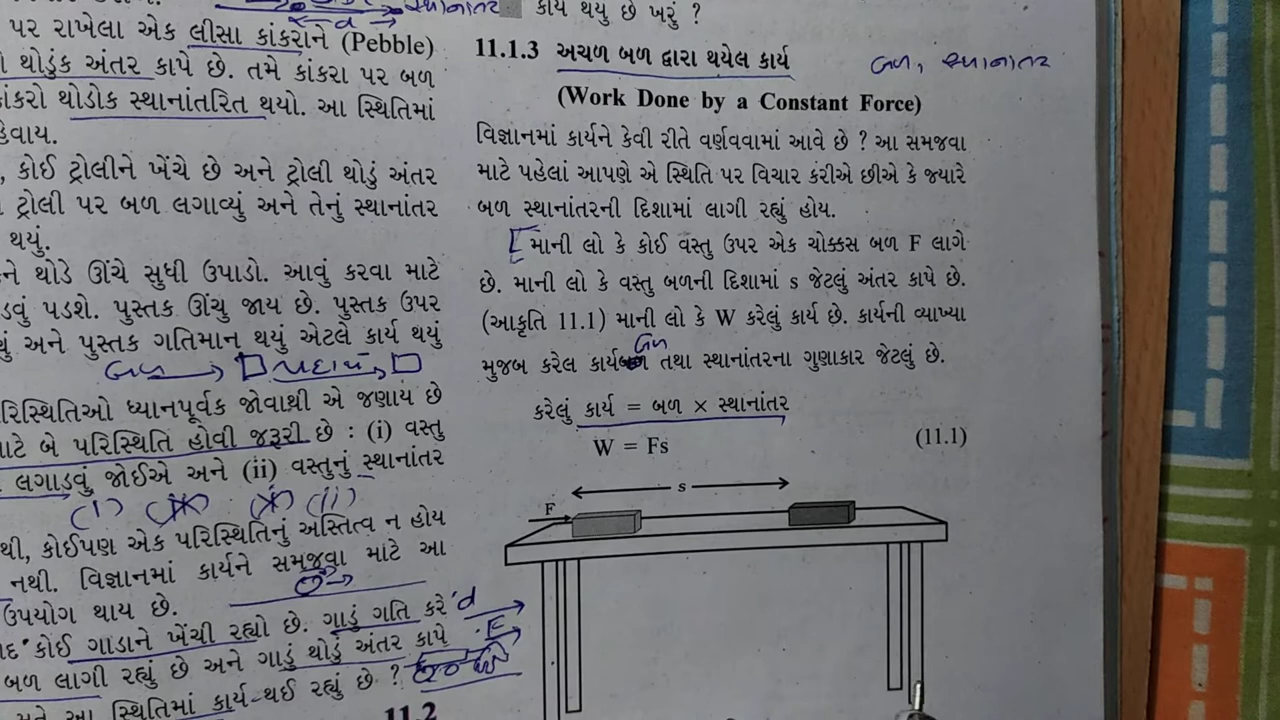 પર રાખેલા એક લીસા કાંકરાને (Pebble)
થોડુંક અંતર કાપે છે. તમે કાંકરા પર બળ
કાંકરો થોડોક સ્થાનાંતરિત થયો. આ સ્થિતિમાં
કહેવાય.
, કોઈ ટ્રોલીને ખેંચે છે અને ટ્રોલી થોડું અંતર
ટ્રોલી પર બળ લગાવ્યું અને તેનું સ્થાનાંતર
થયું.
ને થોડે ઊંચે સુધી ઉપાડો. આવું કરવા માટે
પડશે. પુસ્તક ઊંચુ જાય છે. પુસ્તક ઉપર
અને પુસ્તક ગતિમાન થયું એટલે કાર્ય થયું
બળ પદાર્થ
ધ્યાનપૂર્વક જોવાથી એ જણાય છે
માટે બે પરિસ્થિતિ હોવી જરૂરી છે : (i) વસ્તુ
લગાડવું જોઈએ અને (ii) વસ્તુનું સ્થાનાંતર
(i) (ii)
કોઈપણ એક પરિસ્થિતિનું અસ્તિત્વ ન હોય
નથી. વિજ્ઞાનમાં કાર્યને સમજવા માટે આ
ઉપયોગ થાય છે.
કોઈ ગાડાને ખેંચી રહ્યો છે. ગાડું ગતિ કરે d
બળ લાગી રહ્યું છે અને ગાડું થોડું અંતર કાપે F
આ સ્થિતિમાં કાર્ય થઈ રહ્યું છે ?
11.2
સ્થાનાંતર
d
કાર્ય થયુ છે ખરું ?
11.1.3 અચળ બળ દ્વારા થયેલ કાર્ય બળ, સ્થાનાંતર
(Work Done by a Constant Force)
વિજ્ઞાનમાં કાર્યને કેવી રીતે વર્ણવવામાં આવે છે ? આ સમજવા
માટે પહેલાં આપણે એ સ્થિતિ પર વિચાર કરીએ છીએ કે જ્યારે
બળ સ્થાનાંતરની દિશામાં લાગી રહ્યું હોય.
માની લો કે કોઈ વસ્તુ ઉપર એક ચોક્કસ બળ F લાગે
છે. માની લો કે વસ્તુ બળની દિશામાં s જેટલું અંતર કાપે છે.
(આકૃતિ 11.1) માની લો કે W કરેલું કાર્ય છે. કાર્યની વ્યાખ્યા
બળ
મુજબ કરેલ કાર્ય તથા સ્થાનાંતરના ગુણાકાર જેટલું છે.
કરેલું કાર્ય = બળ × સ્થાનાંતર
W = Fs (11.1)
s
F